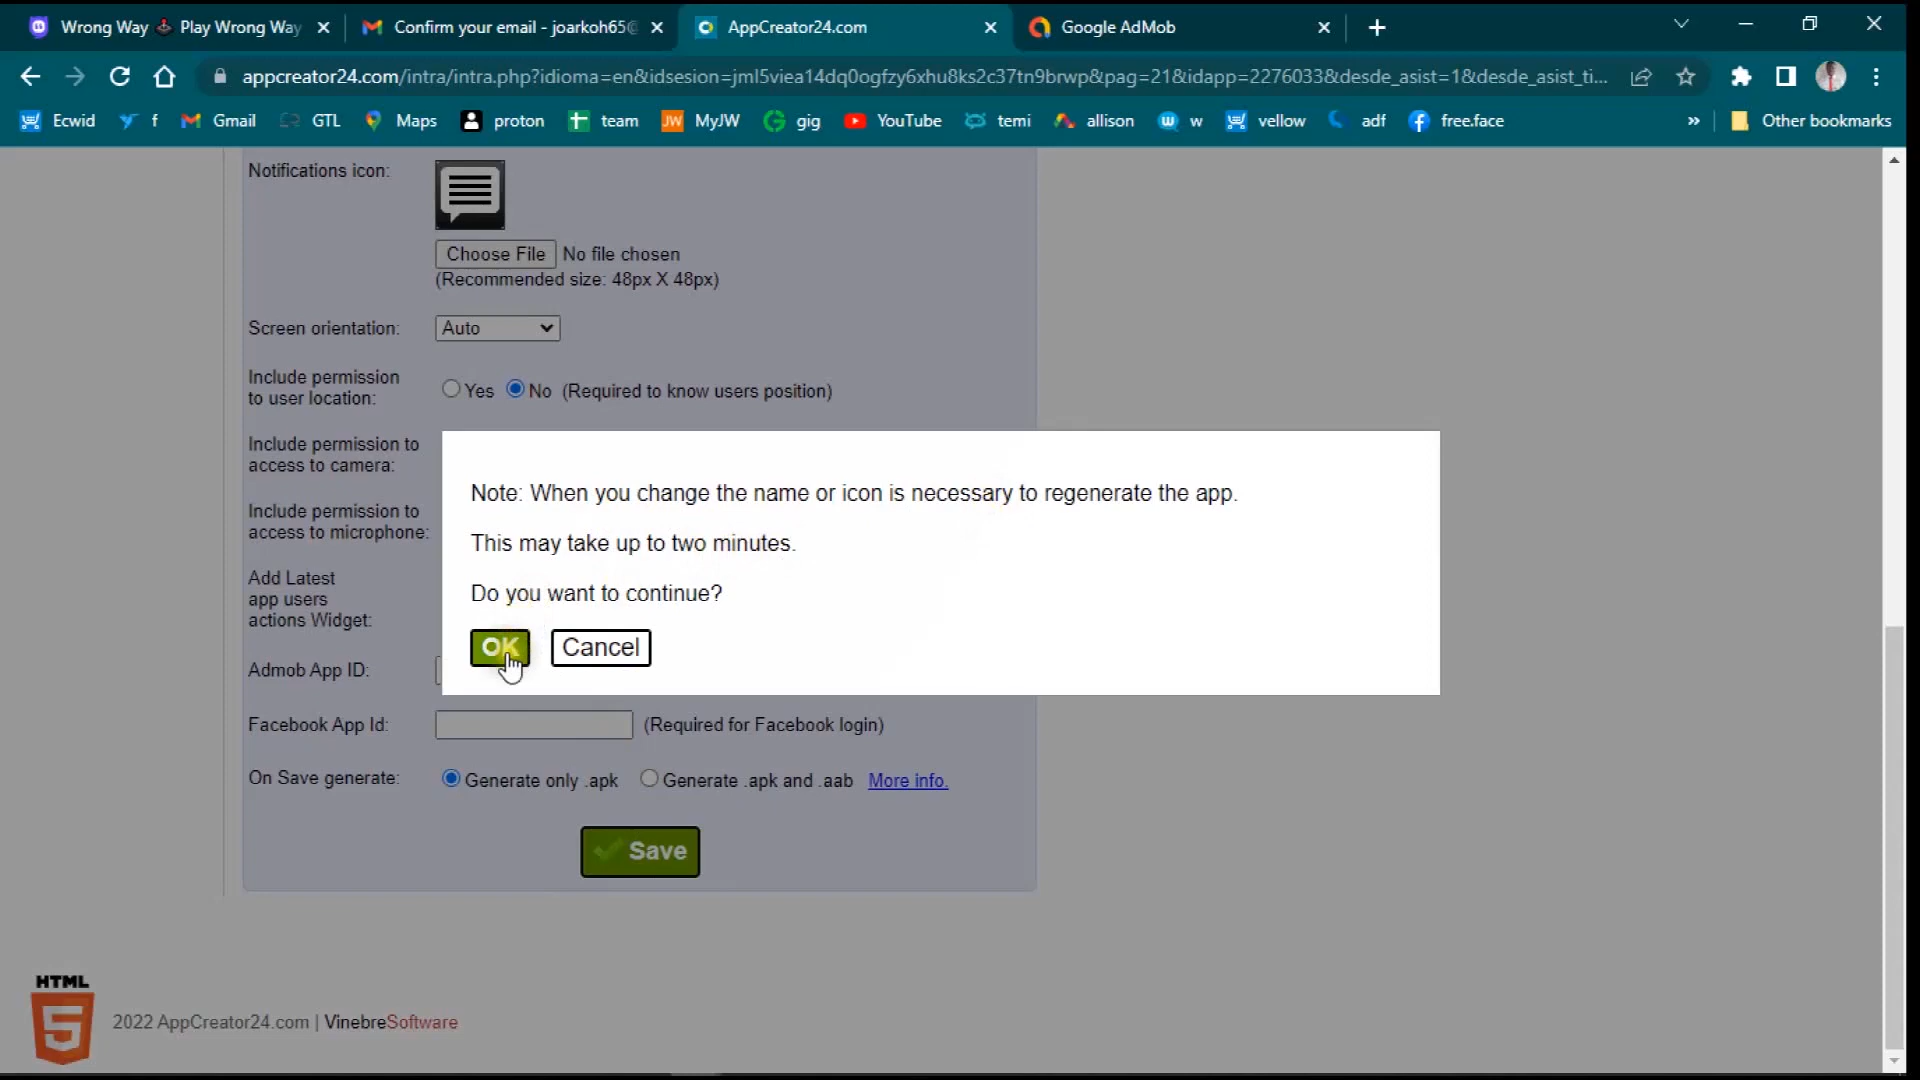 Wrong Way 🕹 Play Wrong Way
Confirm your email - joarkoh65@
AppCreator24.com
Google AdMob
appcreator24.com/intra/intra.php?idioma=en&idsesion=jml5viea14dq0ogfzy6xhu8ks2c37tn9brwp&pag=21&idapp=2276033&desde_asist=1&desde_asist_ti...
Ecwid f Gmail GTL Maps proton team JW MyJW gig YouTube temi allison w vellow adf free.face » Other bookmarks
Notifications icon:
Choose File No file chosen
(Recommended size: 48px X 48px)
Screen orientation: Auto
Include permission
to user location:
Yes No (Required to know users position)
Include permission to
access to camera:
Include permission to
access to microphone:
Add Latest
app users
actions Widget:
Note: When you change the name or icon is necessary to regenerate the app.
This may take up to two minutes.
Do you want to continue?
OK Cancel
Admob App ID:
Facebook App Id: (Required for Facebook login)
On Save generate: Generate only .apk Generate .apk and .aab More info.
Save
HTML
5
2022 AppCreator24.com | VinebreSoftware